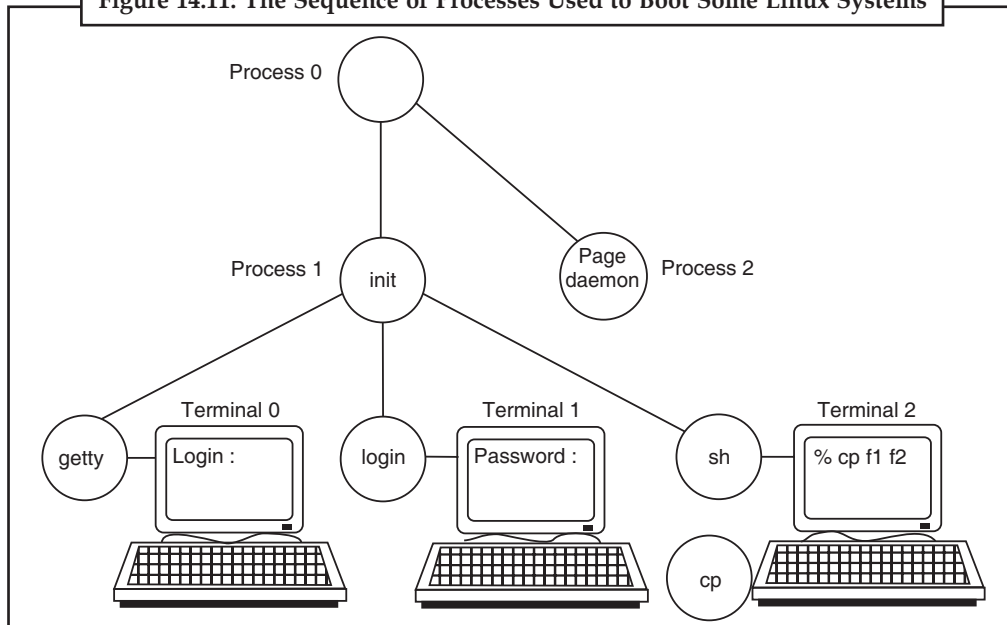 Figure 14.11: The Sequence of Processes Used to Boot Some Linux Systems
Process 0
Process 1
init
Page
daemon
Process 2
Terminal 0
Terminal 1
Terminal 2
getty
Login :
login
Password :
sh
% cp f1 f2
cp